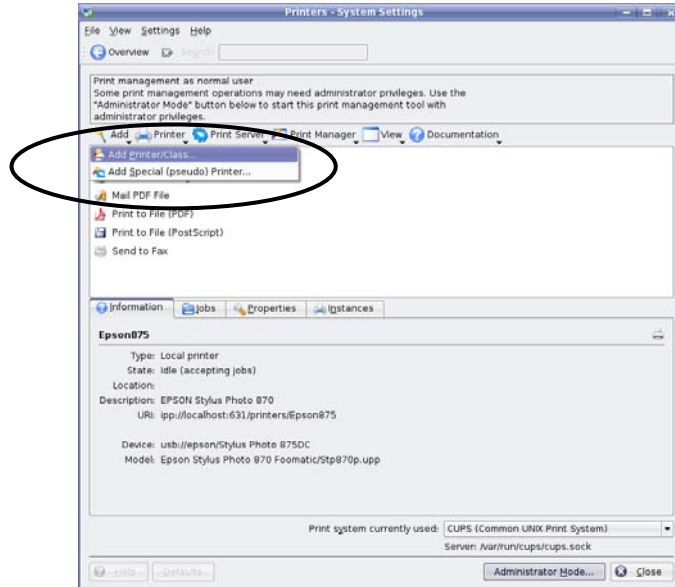 Printers - System Settings
File View Settings Help
Overview Search:
Print management as normal user
Some print management operations may need administrator privileges. Use the
"Administrator Mode" button below to start this print management tool with
administrator privileges.
Add Printer Print Server Print Manager View Documentation
Add Printer/Class...
Add Special (pseudo) Printer...
Mail PDF File
Print to File (PDF)
Print to File (PostScript)
Send to Fax
Information Jobs Properties Instances
Epson875
Type: Local printer
State: Idle (accepting jobs)
Location:
Description: EPSON Stylus Photo 870
URI: ipp://localhost:631/printers/Epson875
Device: usb://epson/Stylus Photo 875DC
Model: Epson Stylus Photo 870 Foomatic/Stp870p.upp
Print system currently used: CUPS (Common UNIX Print System)
Server: /var/run/cups/cups.sock
Help Defaults Administrator Mode... Close